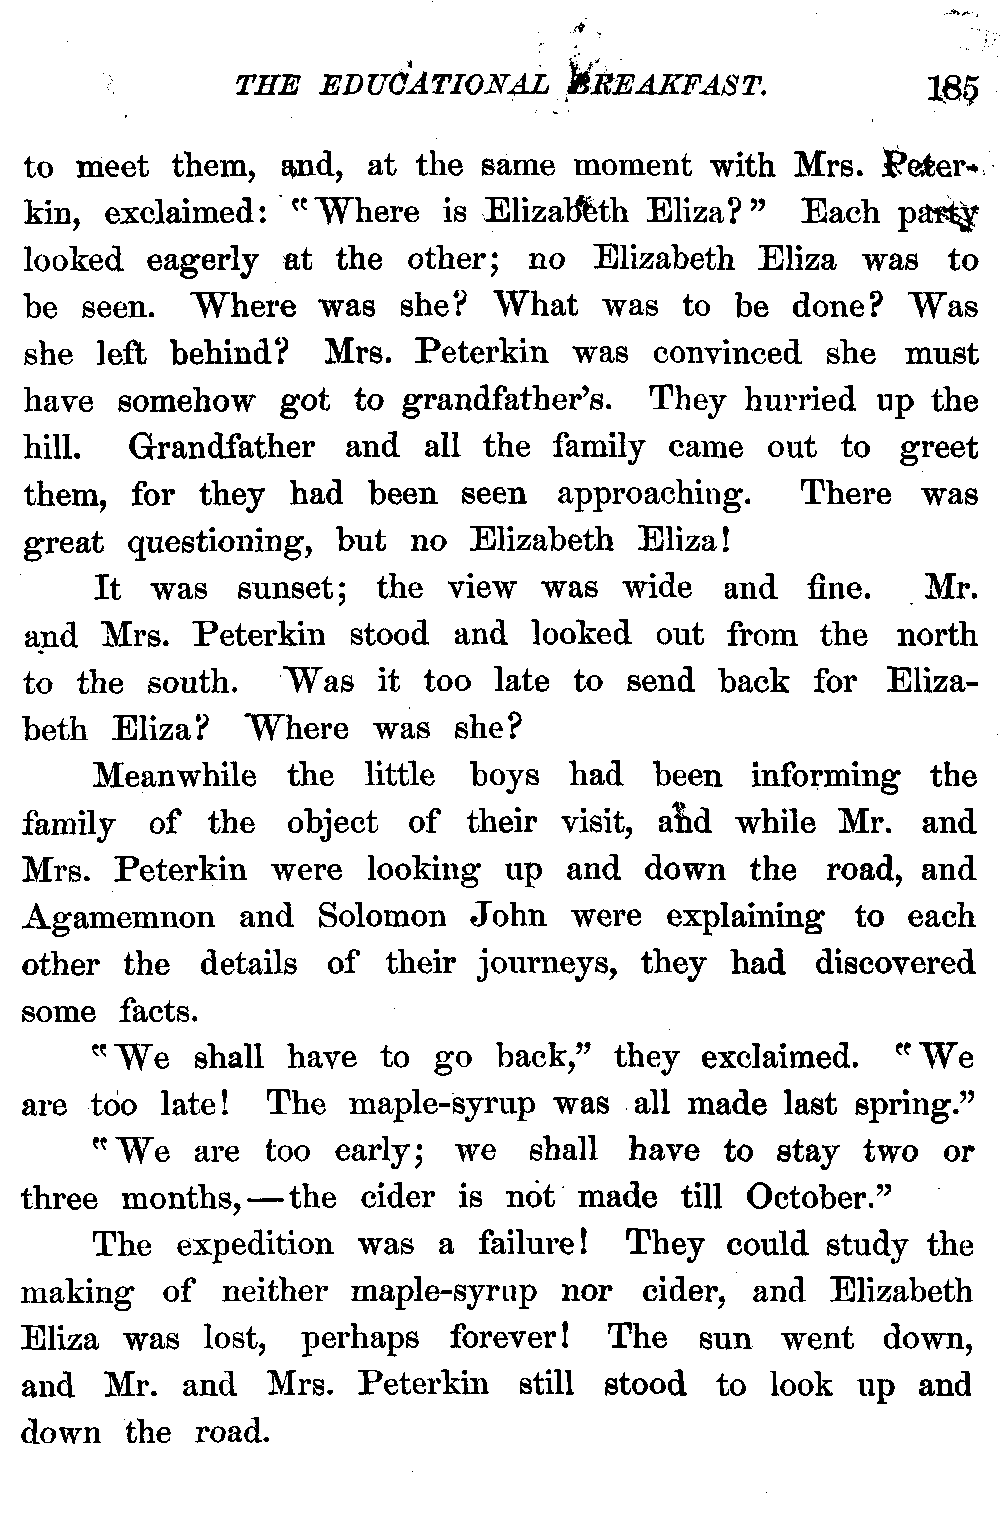 THE EDUCATIONAL BREAKFAST. 185
to meet them, and, at the same moment with Mrs. Peter-
kin, exclaimed: "Where is Elizabeth Eliza?" Each party
looked eagerly at the other; no Elizabeth Eliza was to
be seen. Where was she? What was to be done? Was
she left behind? Mrs. Peterkin was convinced she must
have somehow got to grandfather's. They hurried up the
hill. Grandfather and all the family came out to greet
them, for they had been seen approaching. There was
great questioning, but no Elizabeth Eliza!
It was sunset; the view was wide and fine. Mr.
and Mrs. Peterkin stood and looked out from the north
to the south. Was it too late to send back for Eliza-
beth Eliza? Where was she?
Meanwhile the little boys had been informing the
family of the object of their visit, and while Mr. and
Mrs. Peterkin were looking up and down the road, and
Agamemnon and Solomon John were explaining to each
other the details of their journeys, they had discovered
some facts.
"We shall have to go back," they exclaimed. "We
are too late! The maple-syrup was all made last spring."
"We are too early; we shall have to stay two or
three months,—the cider is not made till October."
The expedition was a failure! They could study the
making of neither maple-syrup nor cider, and Elizabeth
Eliza was lost, perhaps forever! The sun went down,
and Mr. and Mrs. Peterkin still stood to look up and
down the road.